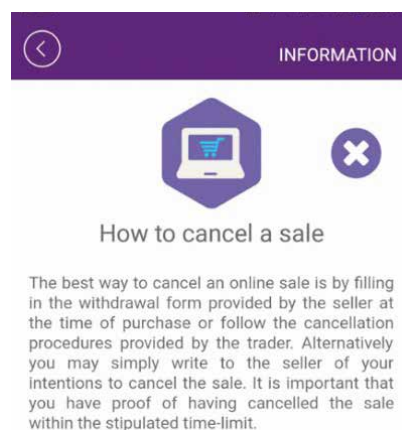 INFORMATION
How to cancel a sale
The best way to cancel an online sale is by filling
in the withdrawal form provided by the seller at
the time of purchase or follow the cancellation
procedures provided by the trader. Alternatively
you may simply write to the seller of your
intentions to cancel the sale. It is important that
you have proof of having cancelled the sale
within the stipulated time-limit.